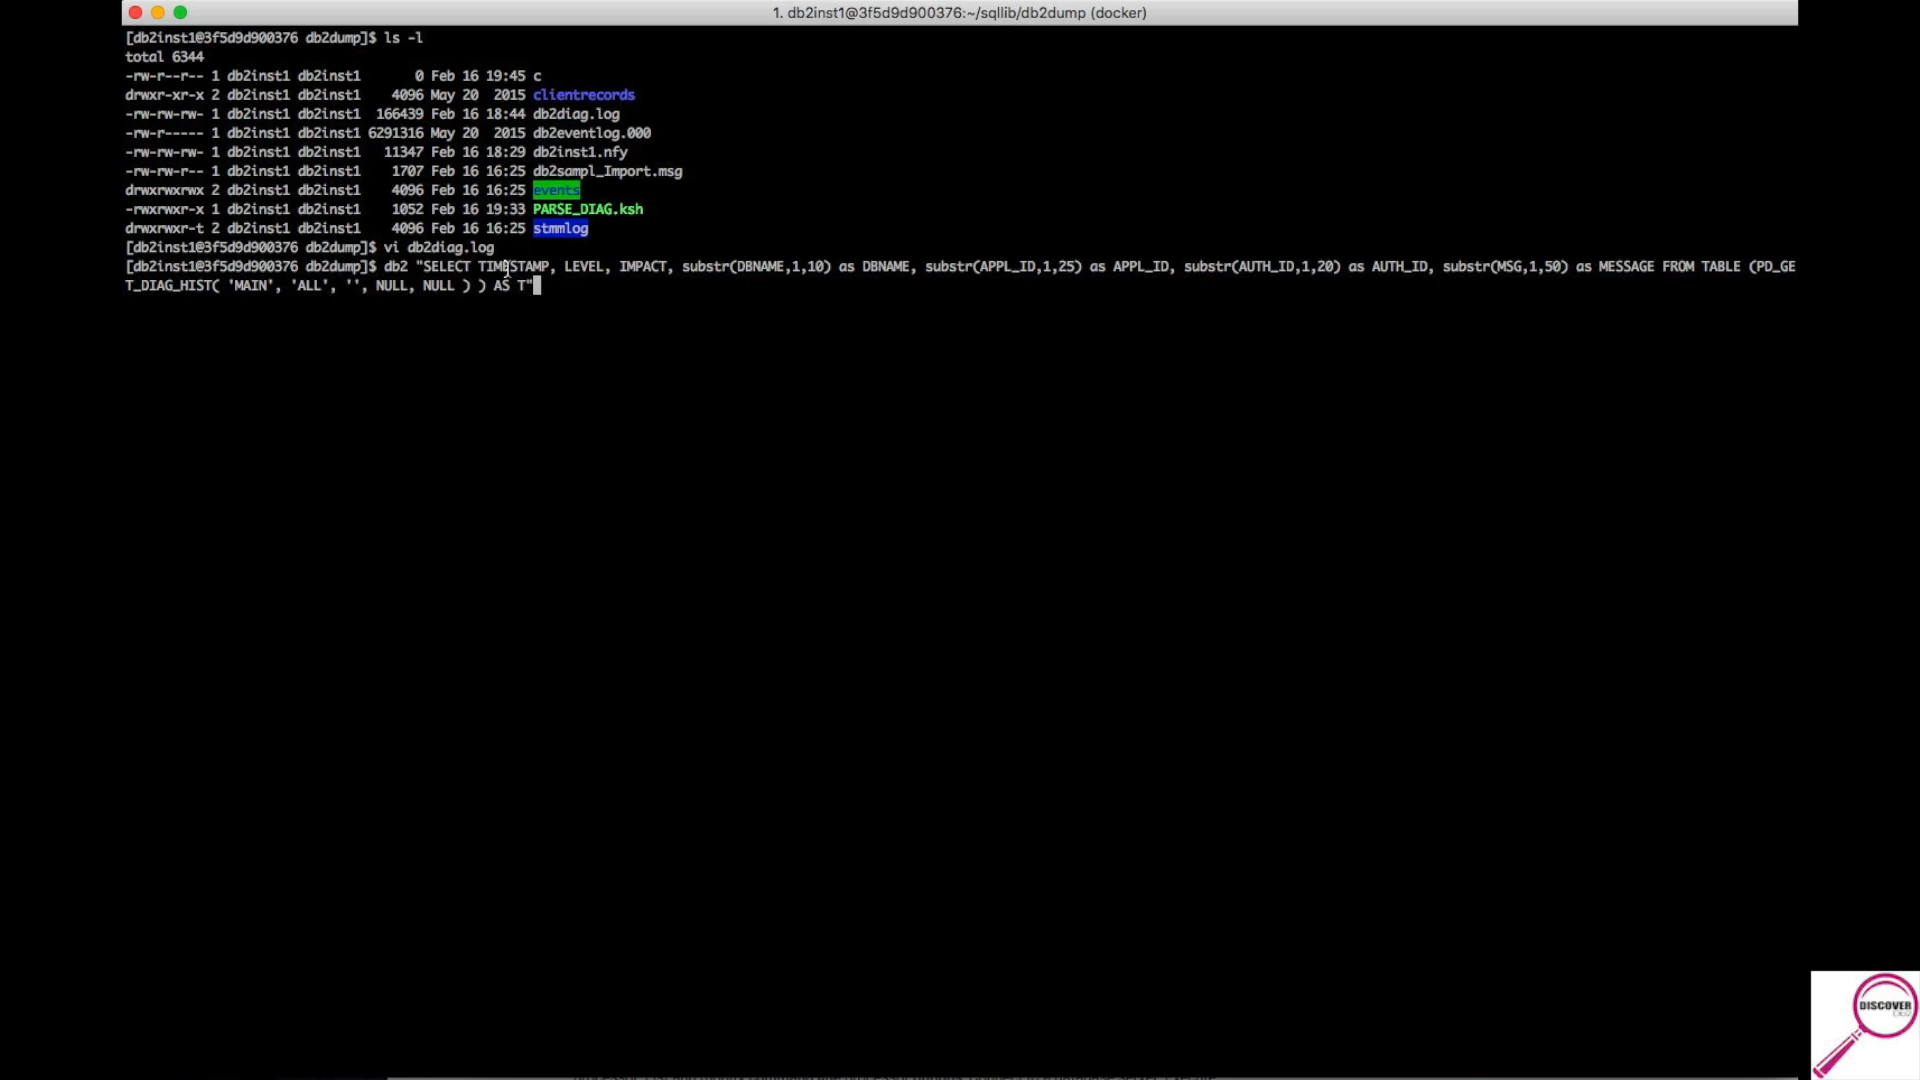 1. db2inst1@3f5d9d900376:~/sqllib/db2dump (docker)
[db2inst1@3f5d9d900376 db2dump]$ ls -l
total 6344
-rw-r--r-- 1 db2inst1 db2inst1       0 Feb 16 19:45 c
drwxr-xr-x 2 db2inst1 db2inst1    4096 May 20  2015 clientrecords
-rw-rw-rw- 1 db2inst1 db2inst1  166439 Feb 16 18:44 db2diag.log
-rw-r----- 1 db2inst1 db2inst1 6291316 May 20  2015 db2eventlog.000
-rw-rw-rw- 1 db2inst1 db2inst1   11347 Feb 16 18:29 db2inst1.nfy
-rw-rw-r-- 1 db2inst1 db2inst1    1707 Feb 16 16:25 db2sampl_Import.msg
drwxrwxrwx 2 db2inst1 db2inst1    4096 Feb 16 16:25 events
-rwxrwxr-x 1 db2inst1 db2inst1    1052 Feb 16 19:33 PARSE_DIAG.ksh
drwxrwxr-t 2 db2inst1 db2inst1    4096 Feb 16 16:25 stmmlog
[db2inst1@3f5d9d900376 db2dump]$ vi db2diag.log
[db2inst1@3f5d9d900376 db2dump]$ db2 "SELECT TIMESTAMP, LEVEL, IMPACT, substr(DBNAME,1,10) as DBNAME, substr(APPL_ID,1,25) as APPL_ID, substr(AUTH_ID,1,20) as AUTH_ID, substr(MSG,1,50) as MESSAGE FROM TABLE (PD_GE
T_DIAG_HIST( 'MAIN', 'ALL', '', NULL, NULL ) ) AS T"
DISCOVER
Db2